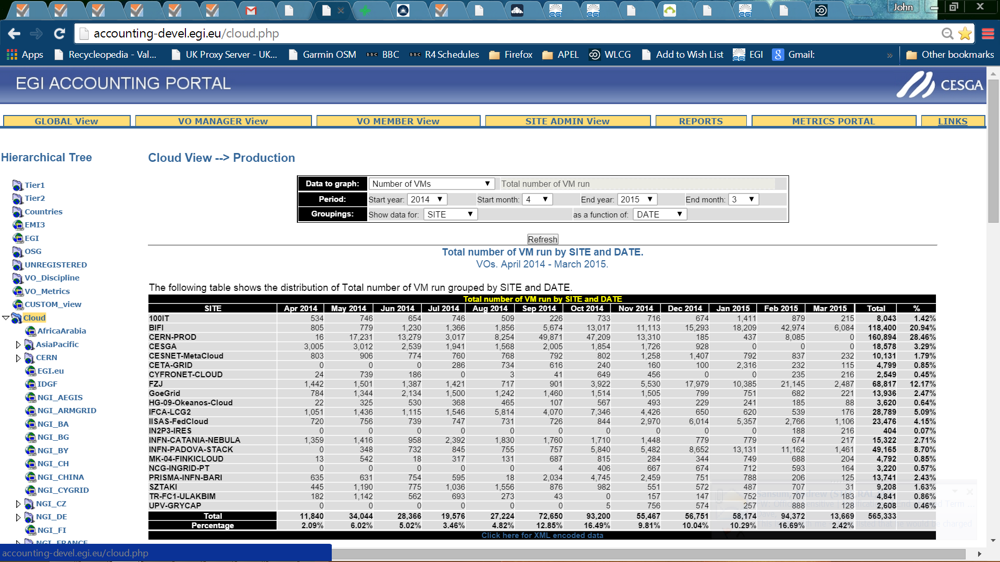 John
accounting-devel.egi.eu/cloud.php
Apps Recyclopedia - Val... UK Proxy Server - UK... Garmin OSM BBC BBC BBC R4 Schedules Firefox APEL WLCG Add to Wish List EGI Gmail: » Other bookmarks
EGI ACCOUNTING PORTAL
CESGA
GLOBAL View VO MANAGER View VO MEMBER View SITE ADMIN View REPORTS METRICS PORTAL LINKS
Hierarchical Tree
Tier1
Tier2
Countries
EMI3
EGI
OSG
UNREGISTERED
VO_Discipline
VO_Metrics
CUSTOM_view
Cloud
AfricaArabia
AsiaPacific
CERN
EGI.eu
IDGF
NGI_AEGIS
NGI_ARMGRID
NGI_BA
NGI_BG
NGI_BY
NGI_CH
NGI_CHINA
NGI_CYGRID
NGI_CZ
NGI_DE
NGI_FI
NGI_FRANCE
Cloud View --> Production
Data to graph: Number of VMs Total number of VM run
Period: Start year: 2014 Start month: 4 End year: 2015 End month: 3
Groupings: Show data for: SITE as a function of: DATE
Refresh
Total number of VM run by SITE and DATE.
VOs. April 2014 - March 2015.
The following table shows the distribution of Total number of VM run grouped by SITE and DATE.
Total number of VM run by SITE and DATE
SITE Apr 2014 May 2014 Jun 2014 Jul 2014 Aug 2014 Sep 2014 Oct 2014 Nov 2014 Dec 2014 Jan 2015 Feb 2015 Mar 2015 Total %
100IT 534 746 654 746 509 226 733 716 674 1,411 879 215 8,043 1.42%
BIFI 805 779 1,230 1,366 1,856 5,674 13,017 11,113 15,293 18,209 42,974 6,084 118,400 20.94%
CERN-PROD 16 17,231 13,279 3,017 8,254 49,871 47,209 13,310 185 437 8,085 0 160,894 28.46%
CESGA 3,005 3,012 2,539 1,941 1,568 2,005 1,854 1,726 928 0 0 0 18,578 3.29%
CESNET-MetaCloud 803 906 774 760 768 792 802 1,258 1,407 792 837 232 10,131 1.79%
CETA-GRID 0 0 0 286 734 616 240 160 100 2,316 232 115 4,799 0.85%
CYFRONET-CLOUD 24 739 186 0 3 41 649 456 0 0 235 216 2,549 0.45%
FZJ 1,442 1,501 1,387 1,421 717 901 3,922 5,530 17,979 10,385 21,145 2,487 68,817 12.17%
GoeGrid 784 1,344 2,134 1,500 1,242 1,460 1,514 1,505 799 751 682 221 13,936 2.47%
HG-09-Okeanos-Cloud 22 325 530 368 465 107 567 493 229 241 185 88 3,620 0.64%
IFCA-LCG2 1,051 1,436 1,115 1,546 5,814 4,070 7,346 4,426 650 620 539 176 28,789 5.09%
IISAS-FedCloud 720 756 739 747 731 726 844 2,970 6,014 5,357 2,766 1,106 23,476 4.15%
IN2P3-IRES 0 0 0 0 0 0 0 0 0 0 188 216 404 0.07%
INFN-CATANIA-NEBULA 1,359 1,416 958 2,392 1,830 1,760 1,710 1,448 779 779 674 217 15,322 2.71%
INFN-PADOVA-STACK 0 348 732 845 755 757 5,840 5,482 8,652 13,131 11,162 1,461 49,165 8.70%
MK-04-FINKICLOUD 13 542 18 317 131 687 815 284 344 749 688 204 4,792 0.85%
NCG-INGRID-PT 0 0 0 0 0 4 406 667 674 712 593 164 3,220 0.57%
PRISMA-INFN-BARI 635 631 754 595 18 2,034 4,745 2,459 751 788 206 125 13,741 2.43%
SZTAKI 445 1,190 775 1,036 1,556 876 982 551 572 487 707 31 9,208 1.63%
TR-FC1-ULAKBIM 182 1,142 562 693 273 43 0 157 147 752 707 183 4,841 0.86%
UPV-GRYCAP 0 0 0 0 0 0 5 756 574 257 888 128 2,608 0.46%
Total 11,840 34,044 28,366 19,576 27,224 72,650 93,200 55,467 56,751 58,174 94,372 13,669 565,333
Percentage 2.09% 6.02% 5.02% 3.46% 4.82% 12.85% 16.49% 9.81% 10.04% 10.29% 16.69% 2.42%
Click here for XML encoded data
accounting-devel.egi.eu/cloud.php